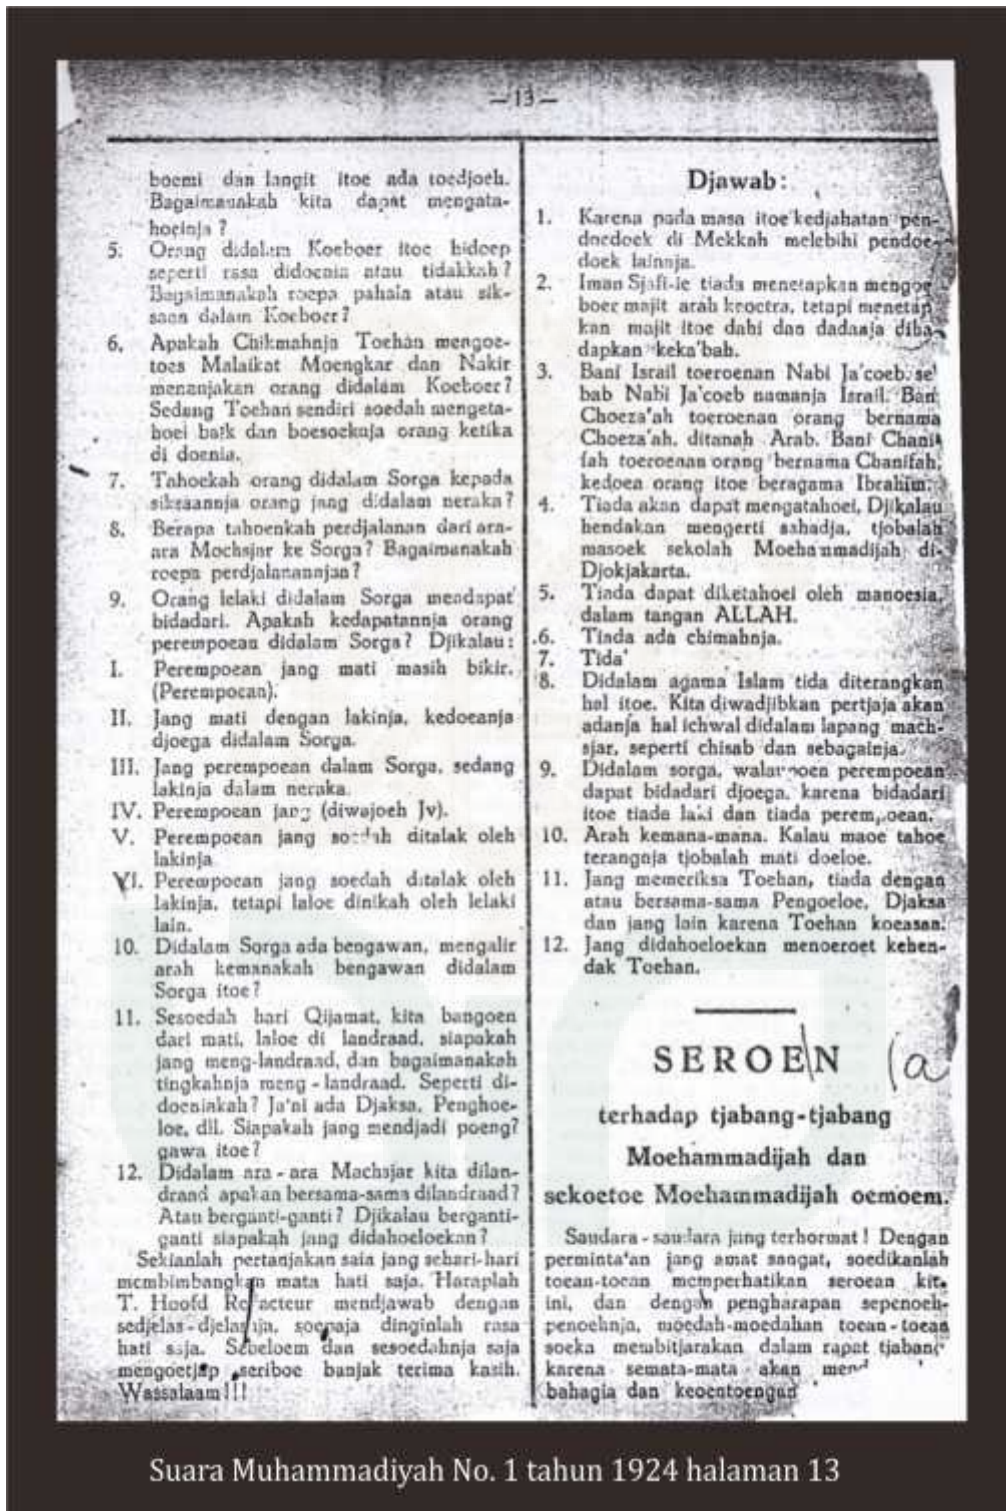 —13—
boemi dan langit itoe ada toedjoeh.
Bagaimanakah kita dapat mengata-
hoeinja?
5. Orang didalam Koeboer itoe hidoep
seperti rasa didoenia atau tidakkah?
Bagaimanakah roepa pahala atau sik-
saan dalam Koeboer?
6. Apakah Chikmahnja Toehan mengoe-
toes Malaikat Moengkar dan Nakir
menanjakan orang didalam Koeboer?
Sedang Toehan sendiri soedah mengeta-
hoei baik dan boesoeknja orang ketika
di doenia.
7. Tahoekah orang didalam Sorga kepada
siksaannja orang jang didalam neraka?
8. Berapa tahoenkah perdjalanan dari ara-
ara Mochsjar ke Sorga? Bagaimanakah
roepa perdjalanannjaa?
9. Orang lelaki didalam Sorga mendapat
bidadari. Apakah kedapatannja orang
perempoean didalam Sorga? Djikalau:
I. Perempoean jang mati masih bikir.
(Perempoean).
II. Jang mati dengan lakinja, kedoeanja
djoega didalam Sorga.
III. Jang perempoean dalam Sorga, sedang
lakinja dalam neraka.
IV. Perempoean jang (diwajoeh Jv).
V. Perempoean jang soedah ditalak oleh
lakinja
VI. Perempoean jang soedah ditalak oleh
lakinja, tetapi laloe dinikah oleh lelaki
lain.
10. Didalam Sorga ada bengawan, mengalir
arah kemanakah bengawan didalam
Sorga itoe?
11. Sesoedah hari Qijamat, kita bangoen
dari mati, laloe di landraad, siapakah
jang meng-landraad, dan bagaimanakah
tingkahnja meng-landraad. Seperti di-
doeniakah? Ja'ni ada Djaksa, Penghoe-
loe, dll. Siapakah jang mendjadi poeng?
gawa itoe?
12. Didalam ara-ara Machsjar kita dilan-
draad apakah bersama-sama dilandraad?
Atau berganti-ganti? Djikalau berganti-
ganti siapakah jang didahoeloekan?
Sekianlah pertanjakan saia jang sehari-hari
membimbangkan mata hati saja. Haraplah
T. Hoofd Redacteur mendjawab dengan
sedjelas-djelasnja, soepaja dinginlah rasa
hati saja. Sebeloem dan sesoedahnja saja
mengoetjap seriboe banjak terima kasih.
Wassalaam!!!
Djawab:
1. Karena pada masa itoe kedjahatan pen-
doedoek di Mekkah melebihi pendoe-
doek lainnja.
2. Iman Sjafi-ie tiada menetapkan mengoe
boer majit arah kroetra, tetapi menetap
kan majit itoe dahi dan dadanja diha-
dapkan keka'bah.
3. Bani Israil toeroenan Nabi Ja'coeb, se'
bab Nabi Ja'coeb namanja Israil. Ban
Choeza'ah toeroenan orang bernama
Choeza'ah, ditanah Arab. Bani Chani
fah toeroenan orang bernama Chanifah,
kedoea orang itoe beragama Ibrahim.
4. Tiada akan dapat mengatahoei, Djikalau
hendakan mengerti sahadja, tjobalah
masoek sekolah Moehammadijah di-
Djokjakarta.
5. Tiada dapat diketahoei oleh manoesia,
dalam tangan ALLAH.
6. Tiada ada chimahnja.
7. Tida'
8. Didalam agama Islam tida diterangkan
hal itoe. Kita diwadjibkan pertjaja akan
adanja hal ichwal didalam lapang mach-
sjar, seperti chisab dan sebagainja.
9. Didalam sorga, walaupoen perempoean
dapat bidadari djoega, karena bidadari
itoe tiada laki dan tiada perempoean.
10. Arah kemana-mana. Kalau maoe tahoe
terangnja tjobalah mati doeloe.
11. Jang memeriksa Toehan, tiada dengan
atau bersama-sama Pengoeloe, Djaksa
dan jang lain karena Toehan koeasan.
12. Jang didahoeloekan menoeroet kehen-
dak Toehan.
SEROEN a
terhadap tjabang-tjabang
Moehammadijah dan
sekoetoe Moehammadijah oemoem.
Saudara-saudara jang terhormat! Dengan
perminta'an jang amat sangat, soedikanlah
toean-toean memperhatikan seroean kita
ini, dan dengan pengharapan sepenoeh-
penoehnja, moedah-moedahan toean-toean
soeka membitjarakan dalam rapat tjabang
karena semata-mata akan
bahagia dan keoentoengan
Suara Muhammadiyah No. 1 tahun 1924 halaman 13